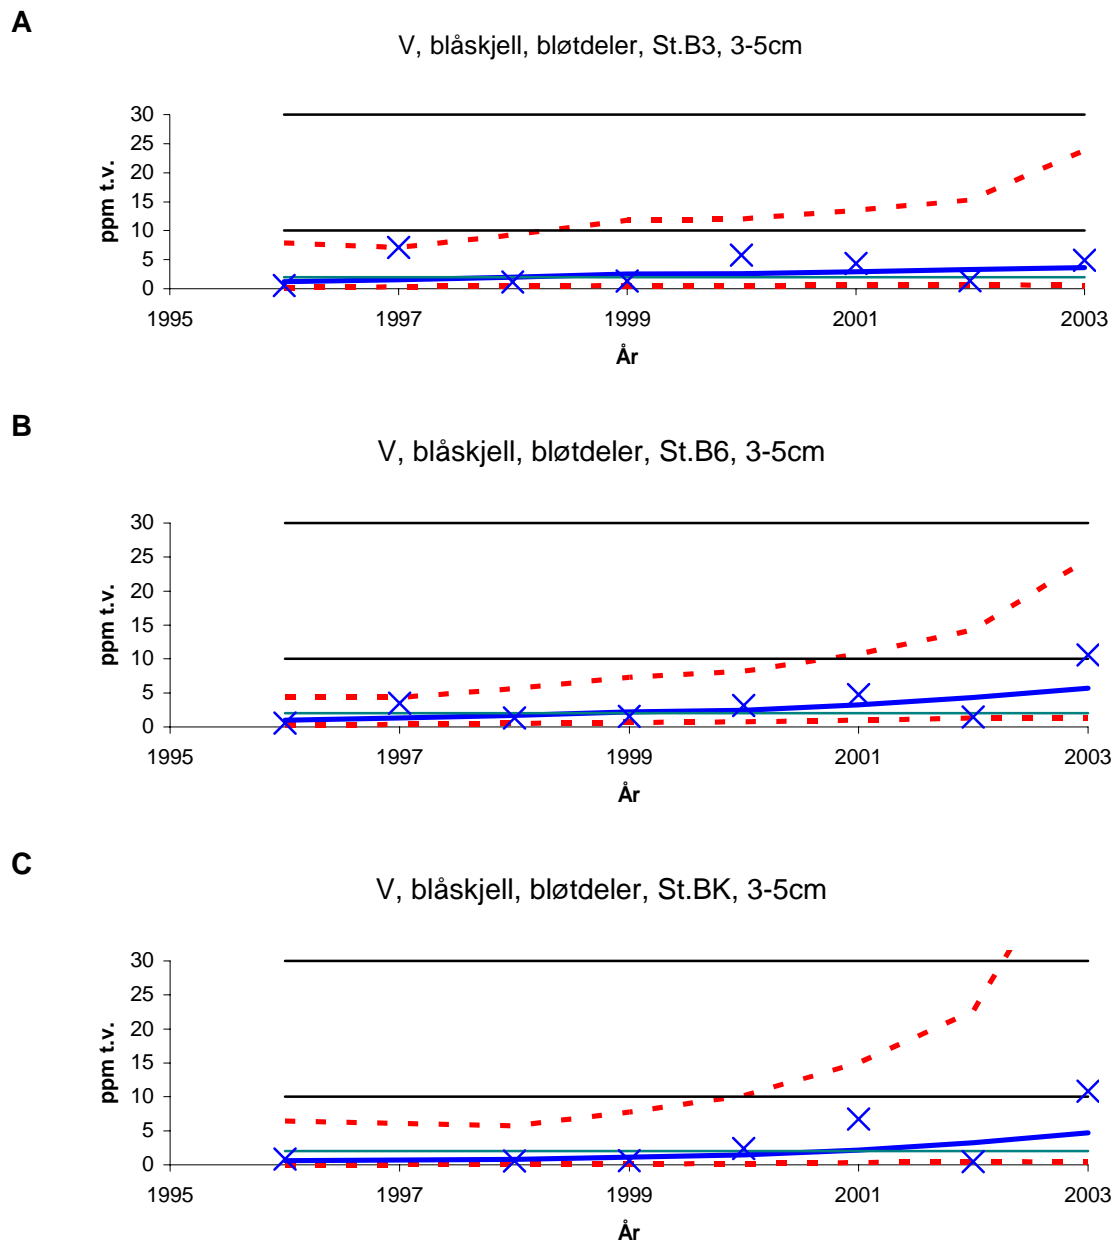 A
V, blåskjell, bløtdeler, St.B3, 3-5cm
ppm t.v.
30
25
20
15
10
5
0
1995 1997 1999 2001 2003
År
B
V, blåskjell, bløtdeler, St.B6, 3-5cm
ppm t.v.
30
25
20
15
10
5
0
1995 1997 1999 2001 2003
År
C
V, blåskjell, bløtdeler, St.BK, 3-5cm
ppm t.v.
30
25
20
15
10
5
0
1995 1997 1999 2001 2003
År